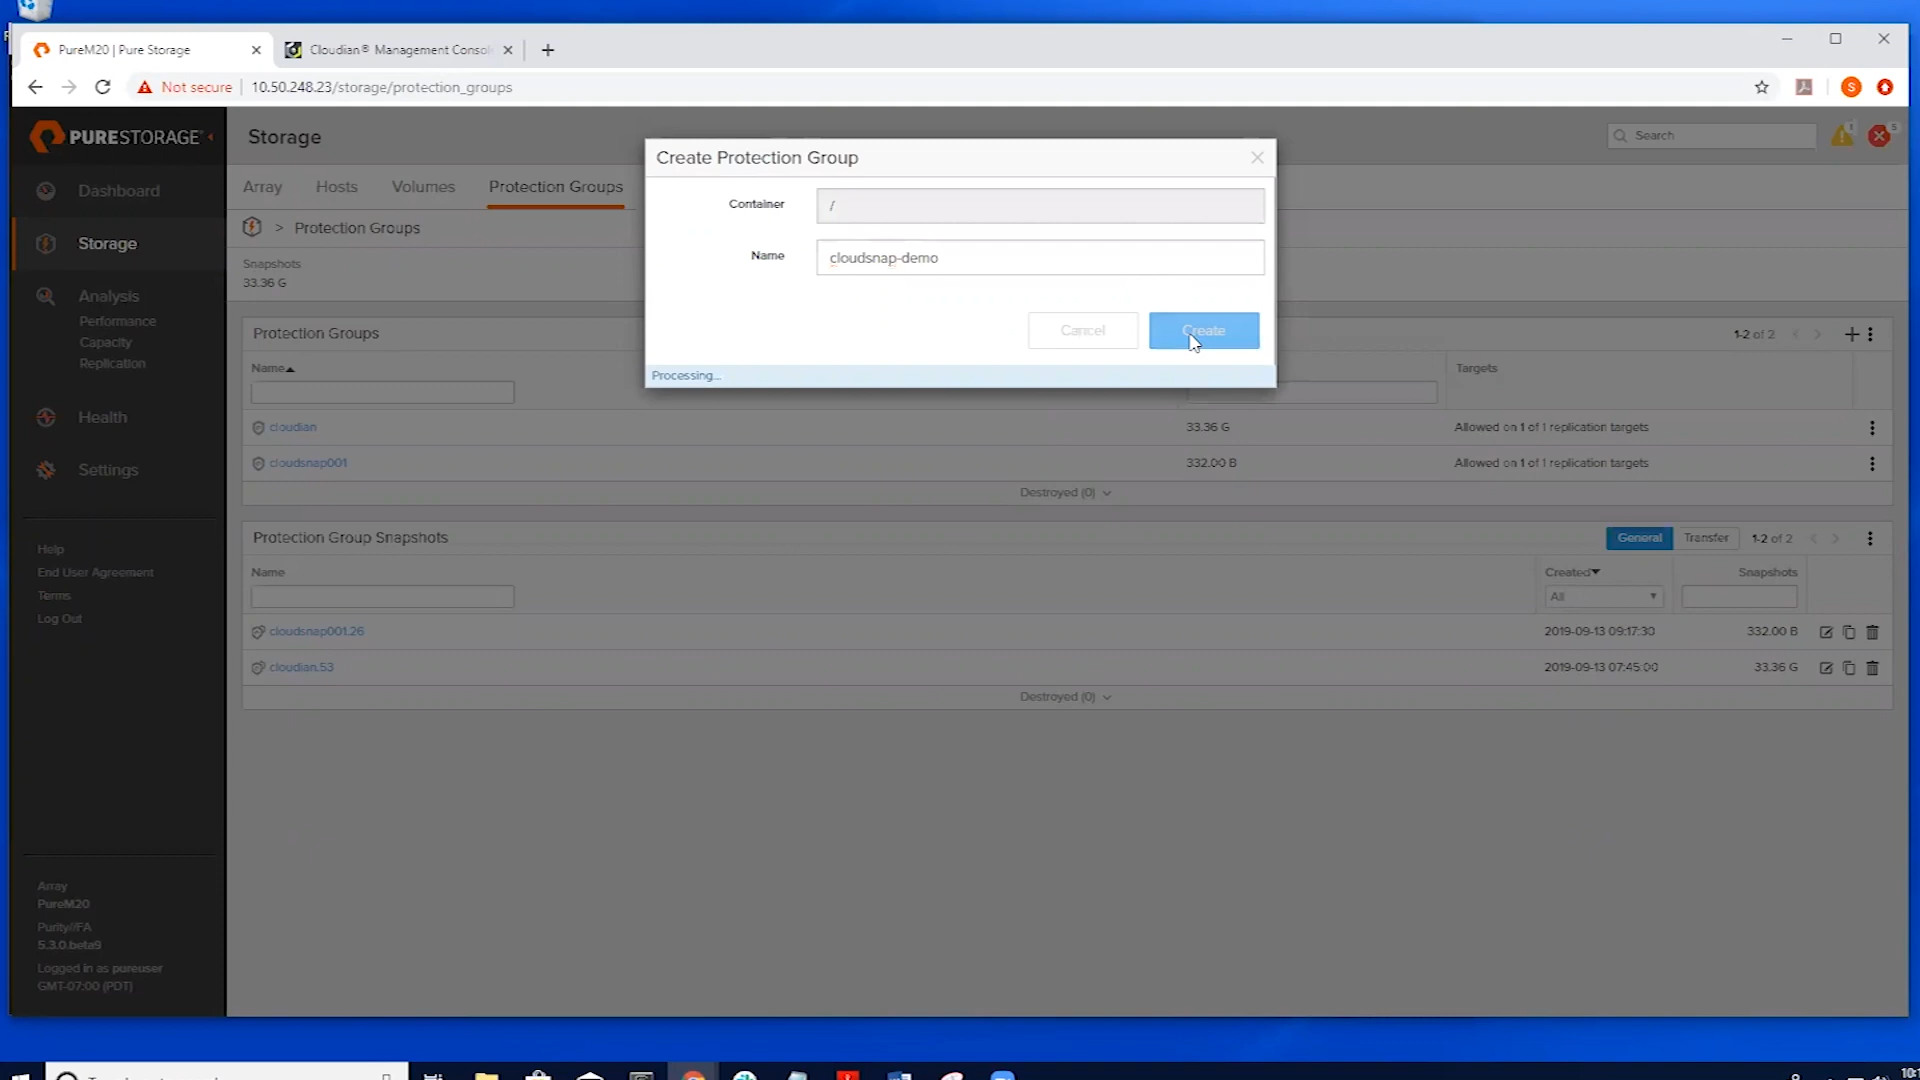 PureM20 | Pure Storage
Cloudian® Management Consol
Not secure
10.50.248.23/storage/protection_groups
S
PURESTORAGE®
Storage
Search
1
5
Dashboard
Storage
Analysis
Performance
Capacity
Replication
Health
Settings
Help
End User Agreement
Terms
Log Out
Array
PureM20
Purity//FA
5.3.0.beta9
Logged in as pureuser
GMT-07:00 (PDT)
Array
Hosts
Volumes
Protection Groups
> Protection Groups
Snapshots
33.36 G
Create Protection Group
Container
/
Name
cloudsnap-demo
Cancel
Create
Processing...
Protection Groups
1-2 of 2
Name
Targets
cloudian
33.36 G
Allowed on 1 of 1 replication targets
cloudsnap001
332.00 B
Allowed on 1 of 1 replication targets
Destroyed (0)
Protection Group Snapshots
General
Transfer
1-2 of 2
Name
Created
Snapshots
All
cloudsnap001.26
2019-09-13 09:17:30
332.00 B
cloudian.53
2019-09-13 07:45:00
33.36 G
Destroyed (0)